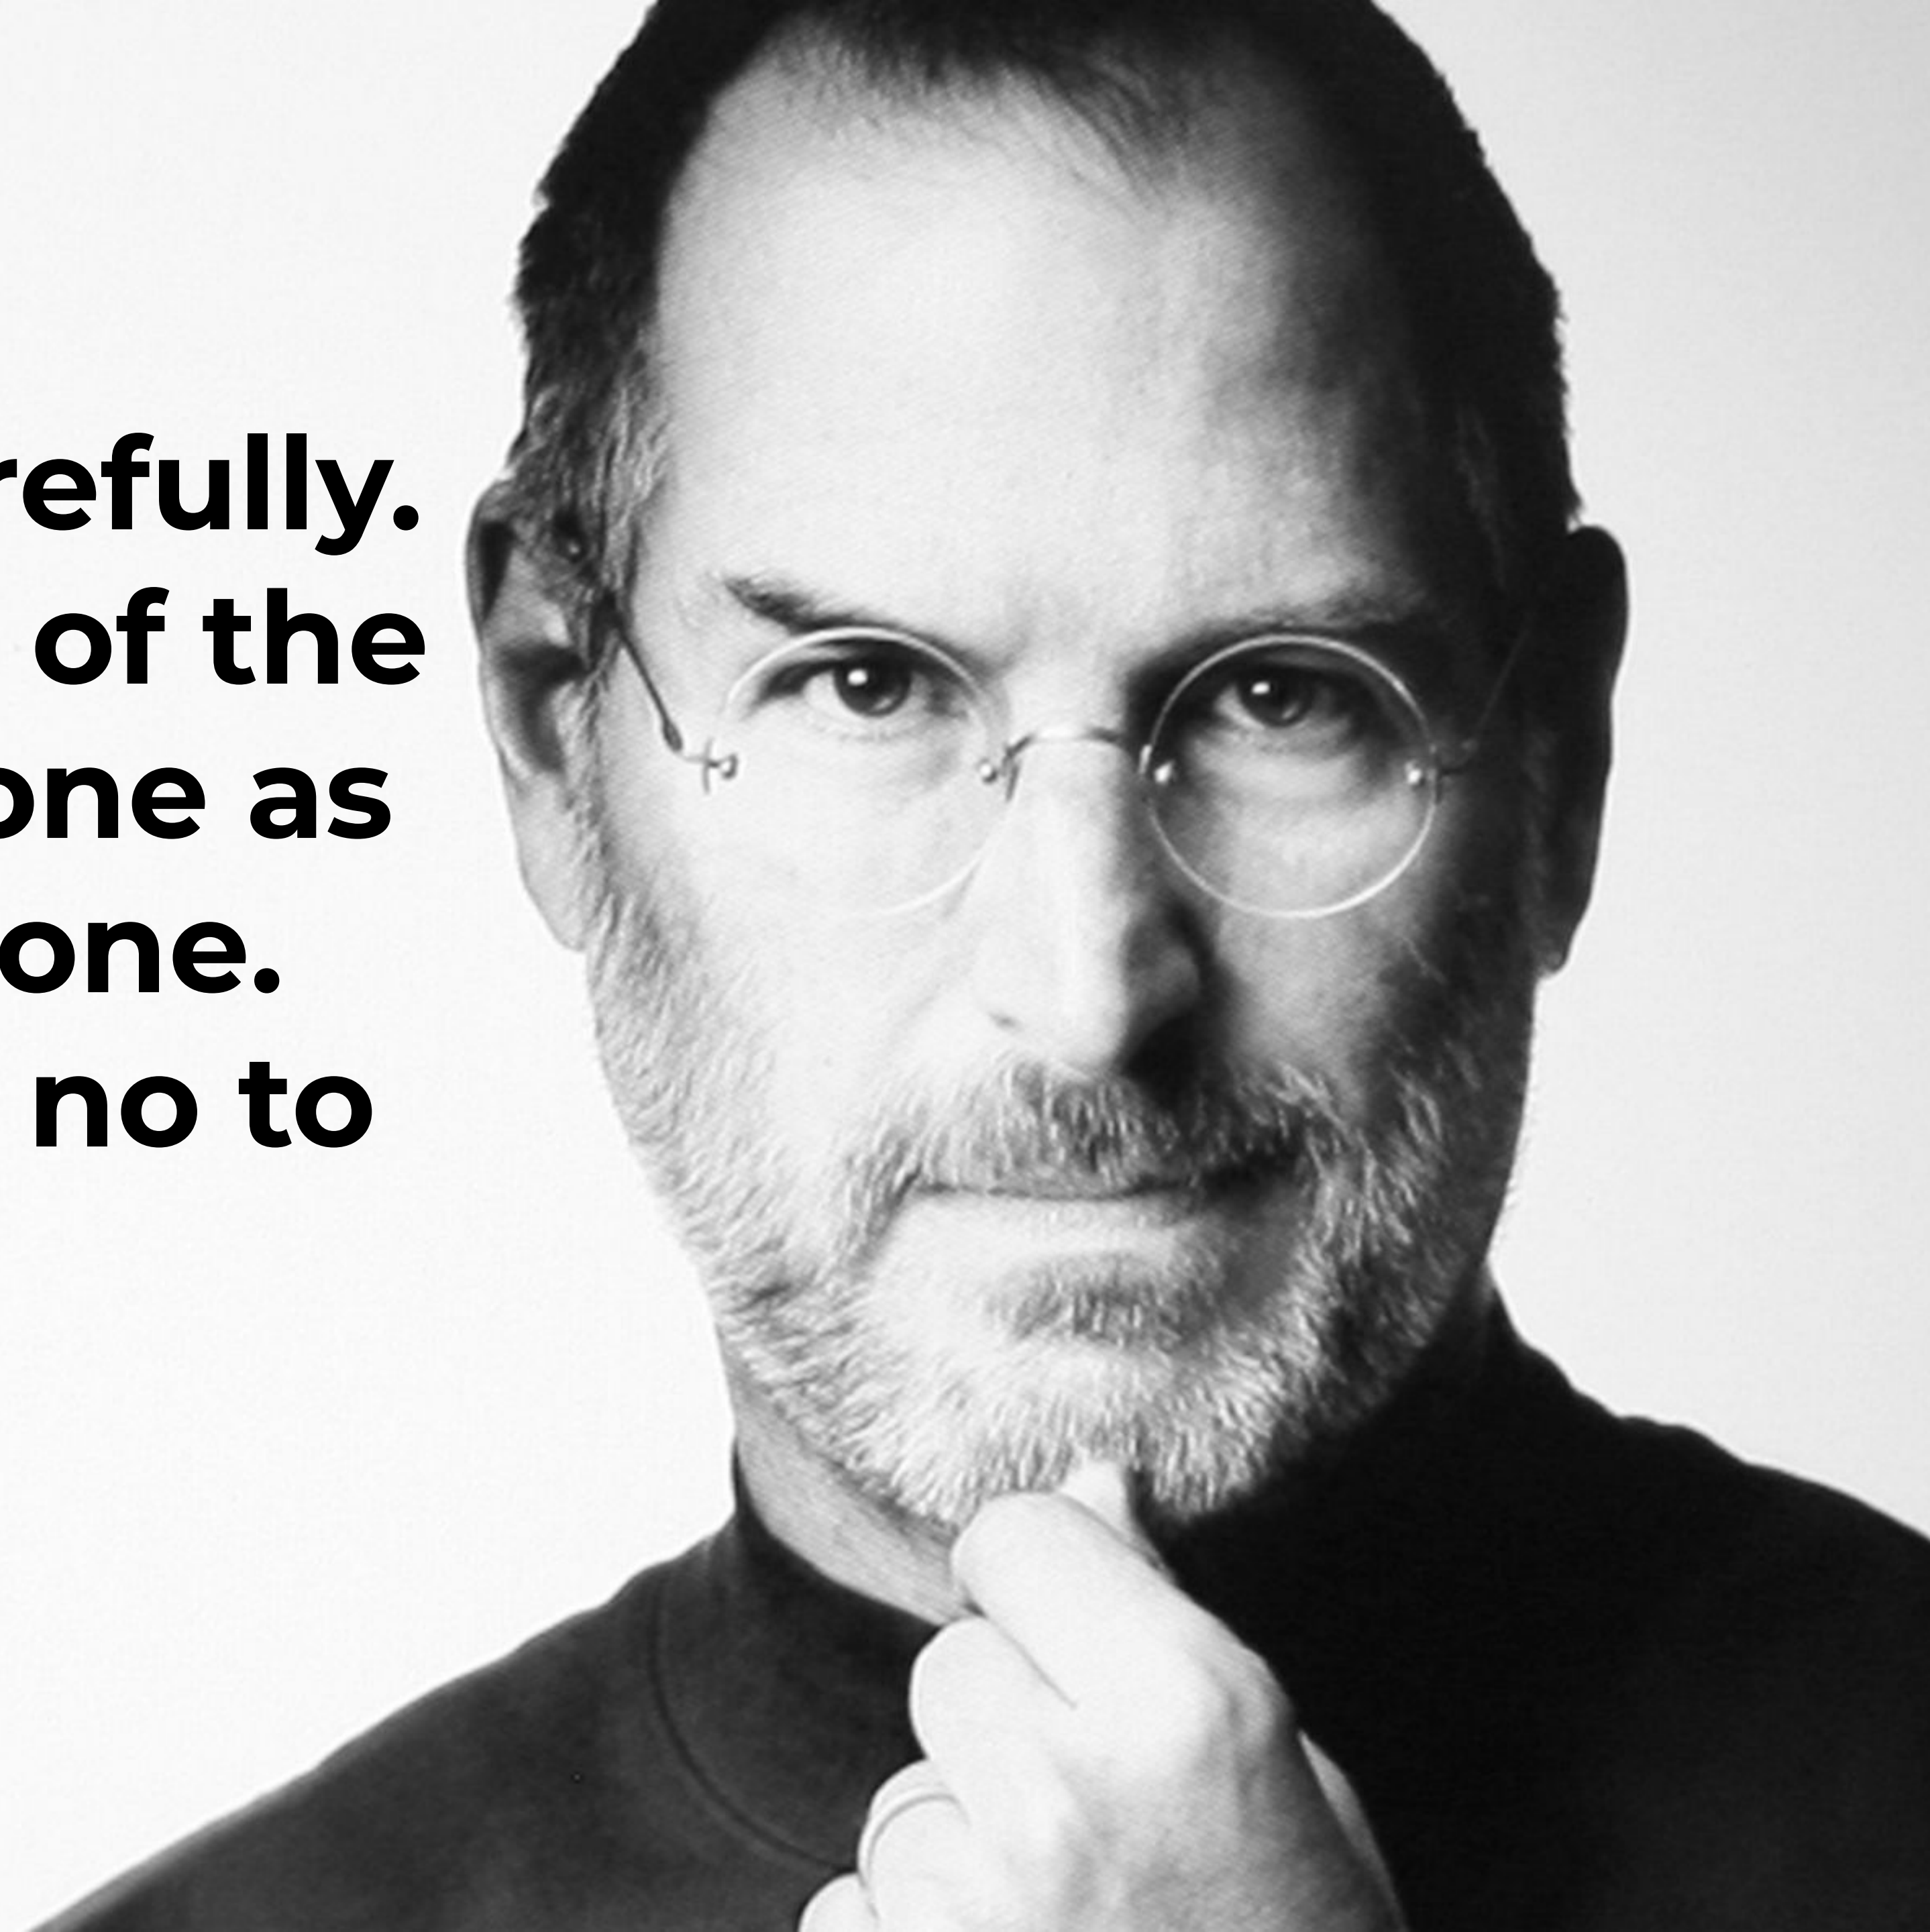 refully.
of the
one as
one.
no to